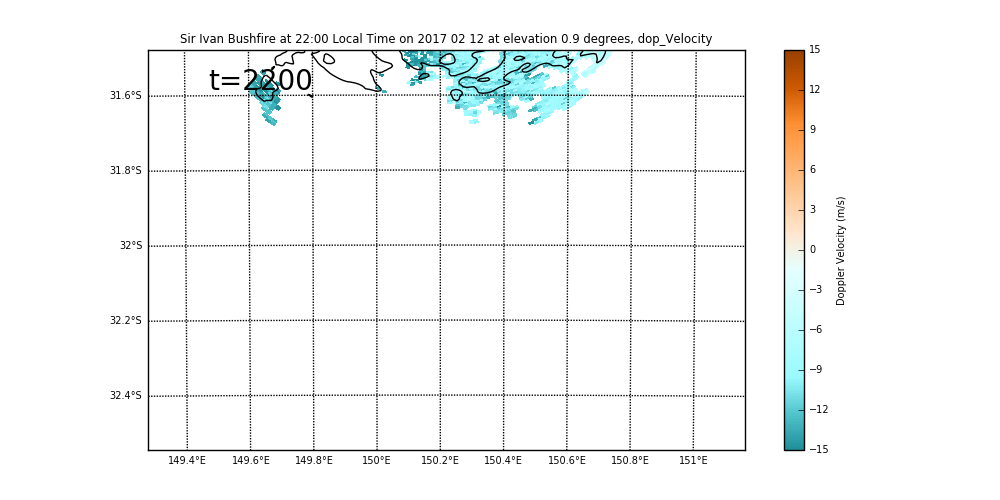 Sir Ivan Bushfire at 22:00 Local Time on 2017 02 12 at elevation 0.9 degrees, dop_Velocity
t=2200
31.6°S
31.8°S
32°S
32.2°S
32.4°S
149.4°E 149.6°E 149.8°E 150°E 150.2°E 150.4°E 150.6°E 150.8°E 151°E
15
12
9
6
3
0
−3
−6
−9
−12
−15
Doppler Velocity (m/s)